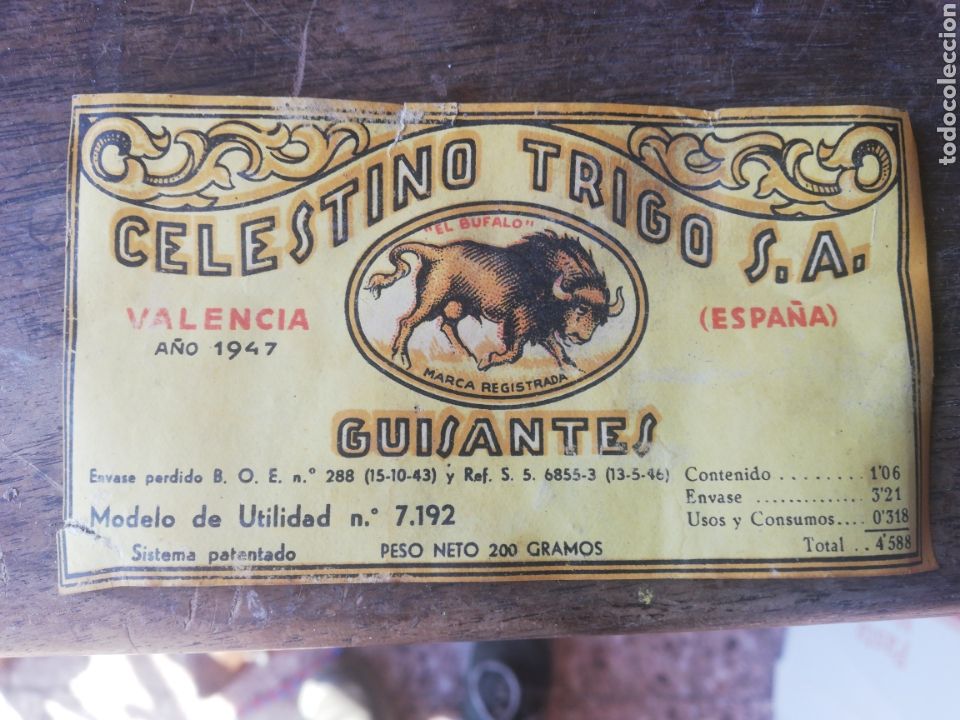 CELESTINO TRIGO S.A.
"EL BUFALO"
MARCA REGISTRADA
VALENCIA
AÑO 1947
(ESPAÑA)
GUISANTES
Envase perdido B. O. E. n.º 288 (15-10-43) y Ref. S. 5. 6855-3 (13-5-46)
Modelo de Utilidad n.º 7.192
Sistema patentado PESO NETO 200 GRAMOS
Contenido ........ 1'06
Envase .............. 3'21
Usos y Consumos.... 0'318
Total .. 4'588
todocoleccion